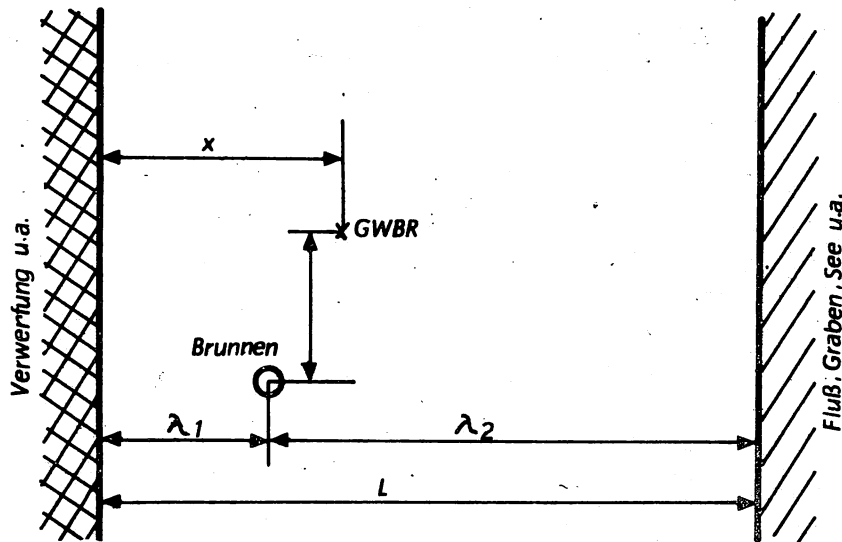 Verwerfung u.a.
x
GWBR
Brunnen
λ1
λ2
L
Fluß, Graben, See u.a.